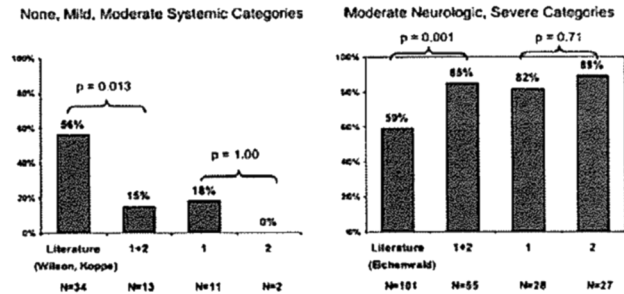 None, Mild, Moderate Systemic Categories
100%
80%
60%
40%
20%
0%
p = 0.013
56%
15%
p = 1.00
18%
0%
Literature 1+2 1 2
(Wilson, Koppe)
N=34 N=13 N=11 N=2
Moderate Neurologic, Severe Categories
100%
80%
60%
40%
20%
0%
p = 0.001
p = 0.71
59%
85%
82%
89%
Literature 1+2 1 2
(Eichenwald)
N=101 N=55 N=28 N=27